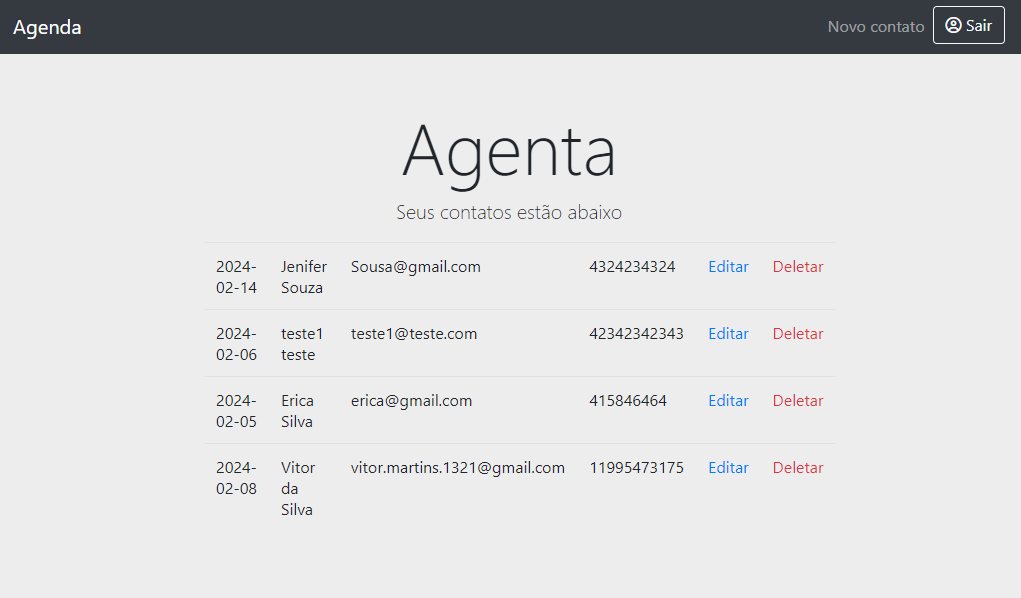 Agenda Novo contato Sair
Agenta
Seus contatos estão abaixo
2024- Jenifer Sousa@gmail.com 4324234324 Editar Deletar
02-14 Souza
2024- teste1 teste1@teste.com 42342342343 Editar Deletar
02-06 teste
2024- Erica erica@gmail.com 415846464 Editar Deletar
02-05 Silva
2024- Vitor vitor.martins.1321@gmail.com 11995473175 Editar Deletar
02-08 da
Silva